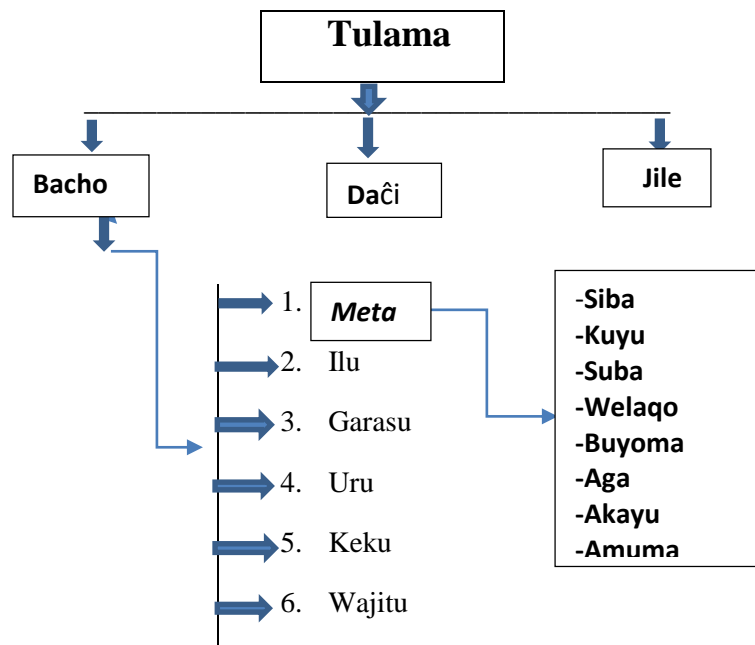 Tulama
Bacho
Daĉi
Jile
1. Meta
2. Ilu
3. Garasu
4. Uru
5. Keku
6. Wajitu
-Siba
-Kuyu
-Suba
-Welaqo
-Buyoma
-Aga
-Akayu
-Amuma